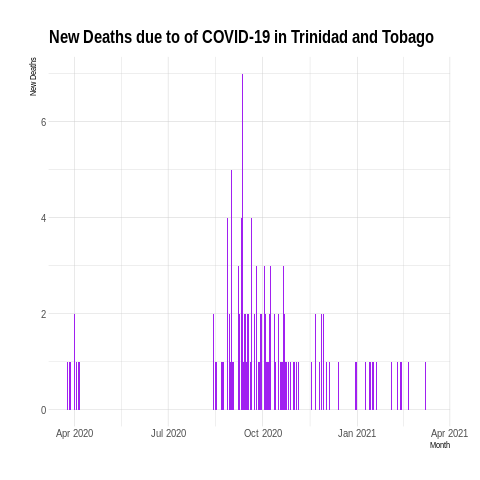 New Deaths due to of COVID-19 in Trinidad and Tobago
New Deaths
6
4
2
0
Apr 2020 Jul 2020 Oct 2020 Jan 2021 Apr 2021
Month